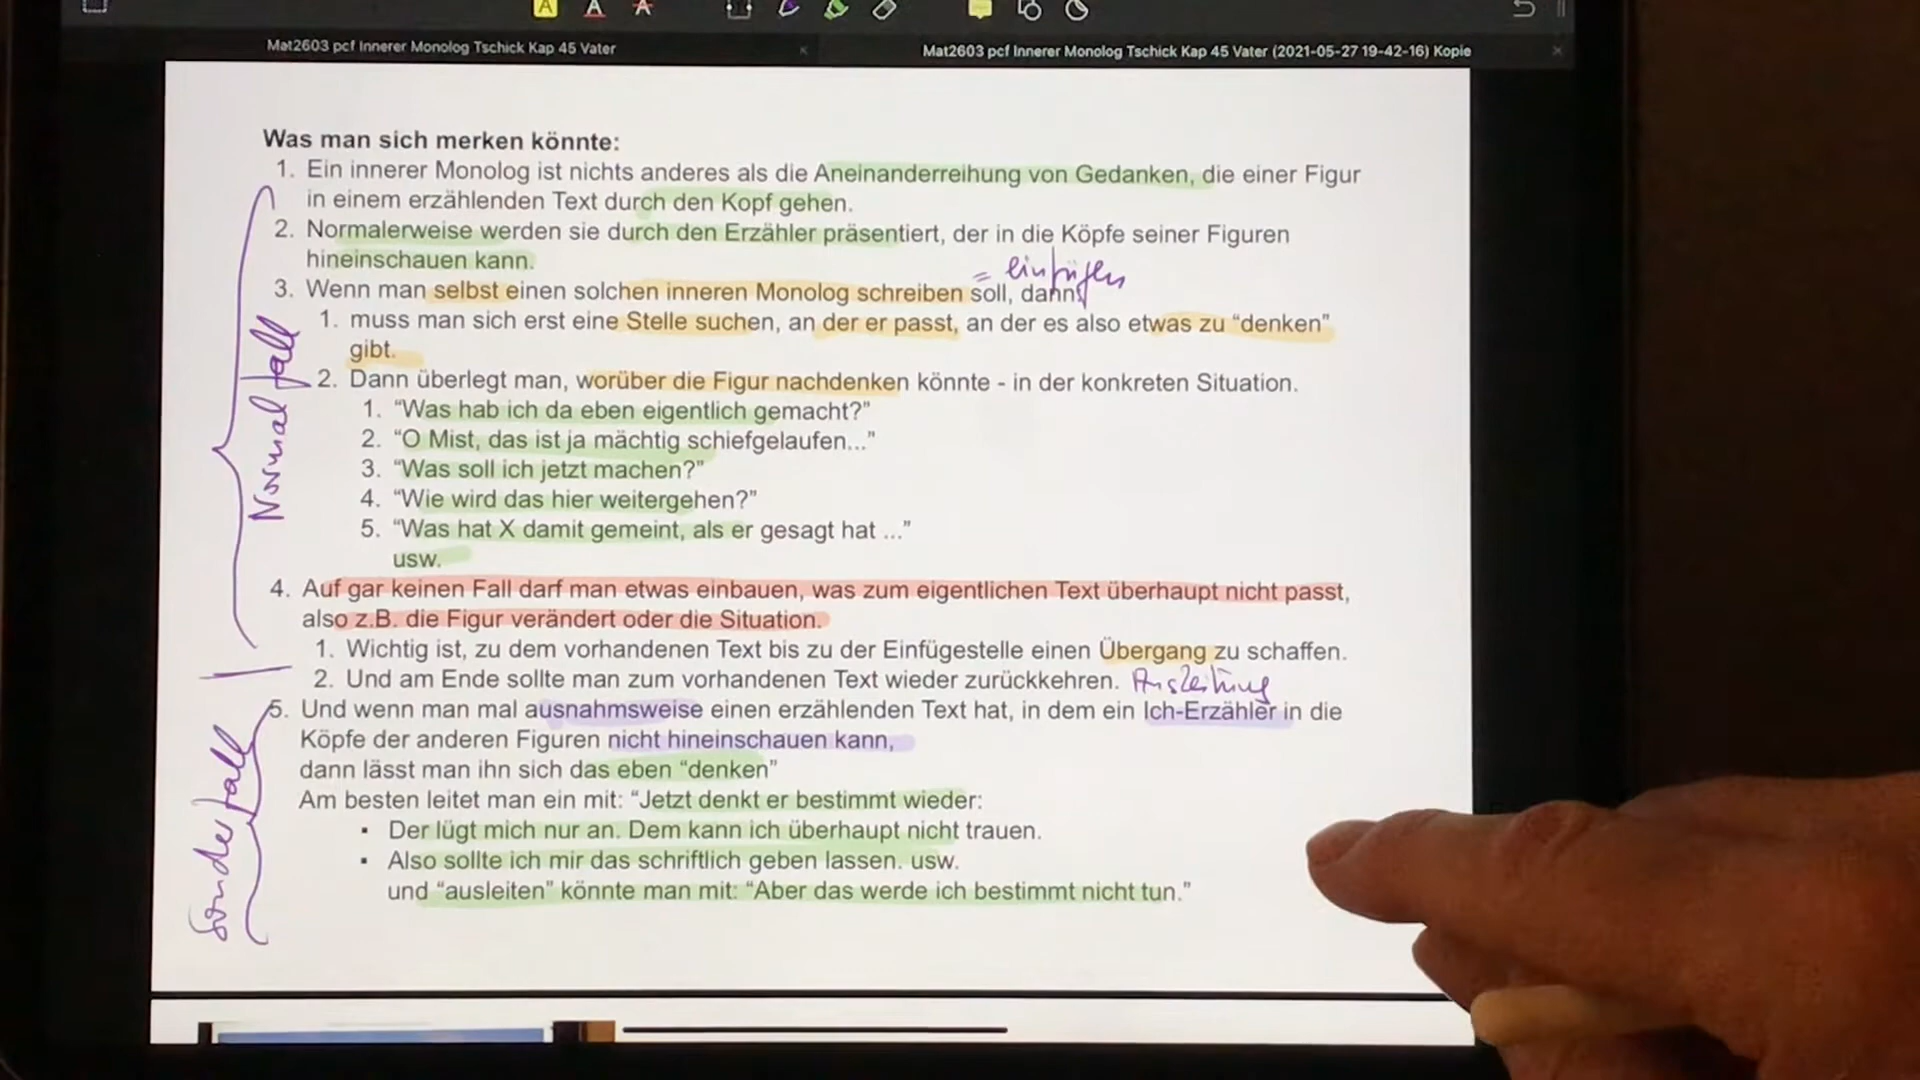 Mat2603 pcf Innerer Monolog Tschick Kap 45 Vater
Mat2603 pcf Innerer Monolog Tschick Kap 45 Vater (2021-05-27 19-42-16) Kopie
Was man sich merken könnte:
1. Ein innerer Monolog ist nichts anderes als die Aneinanderreihung von Gedanken, die einer Figur
in einem erzählenden Text durch den Kopf gehen.
2. Normalerweise werden sie durch den Erzähler präsentiert, der in die Köpfe seiner Figuren
hineinschauen kann.
= einfügen
3. Wenn man selbst einen solchen inneren Monolog schreiben soll, dann
1. muss man sich erst eine Stelle suchen, an der er passt, an der es also etwas zu “denken”
gibt.
2. Dann überlegt man, worüber die Figur nachdenken könnte - in der konkreten Situation.
1. “Was hab ich da eben eigentlich gemacht?”
2. “O Mist, das ist ja mächtig schiefgelaufen...”
3. “Was soll ich jetzt machen?”
4. “Wie wird das hier weitergehen?”
5. “Was hat X damit gemeint, als er gesagt hat ...”
usw.
Normalfall
4. Auf gar keinen Fall darf man etwas einbauen, was zum eigentlichen Text überhaupt nicht passt,
also z.B. die Figur verändert oder die Situation.
1. Wichtig ist, zu dem vorhandenen Text bis zu der Einfügestelle einen Übergang zu schaffen.
2. Und am Ende sollte man zum vorhandenen Text wieder zurückkehren. Ausleitung
5. Und wenn man mal ausnahmsweise einen erzählenden Text hat, in dem ein Ich-Erzähler in die
Köpfe der anderen Figuren nicht hineinschauen kann,
dann lässt man ihn sich das eben “denken”
Am besten leitet man ein mit: “Jetzt denkt er bestimmt wieder:
▪ Der lügt mich nur an. Dem kann ich überhaupt nicht trauen.
▪ Also sollte ich mir das schriftlich geben lassen. usw.
und “ausleiten” könnte man mit: “Aber das werde ich bestimmt nicht tun.”
Sonderfall